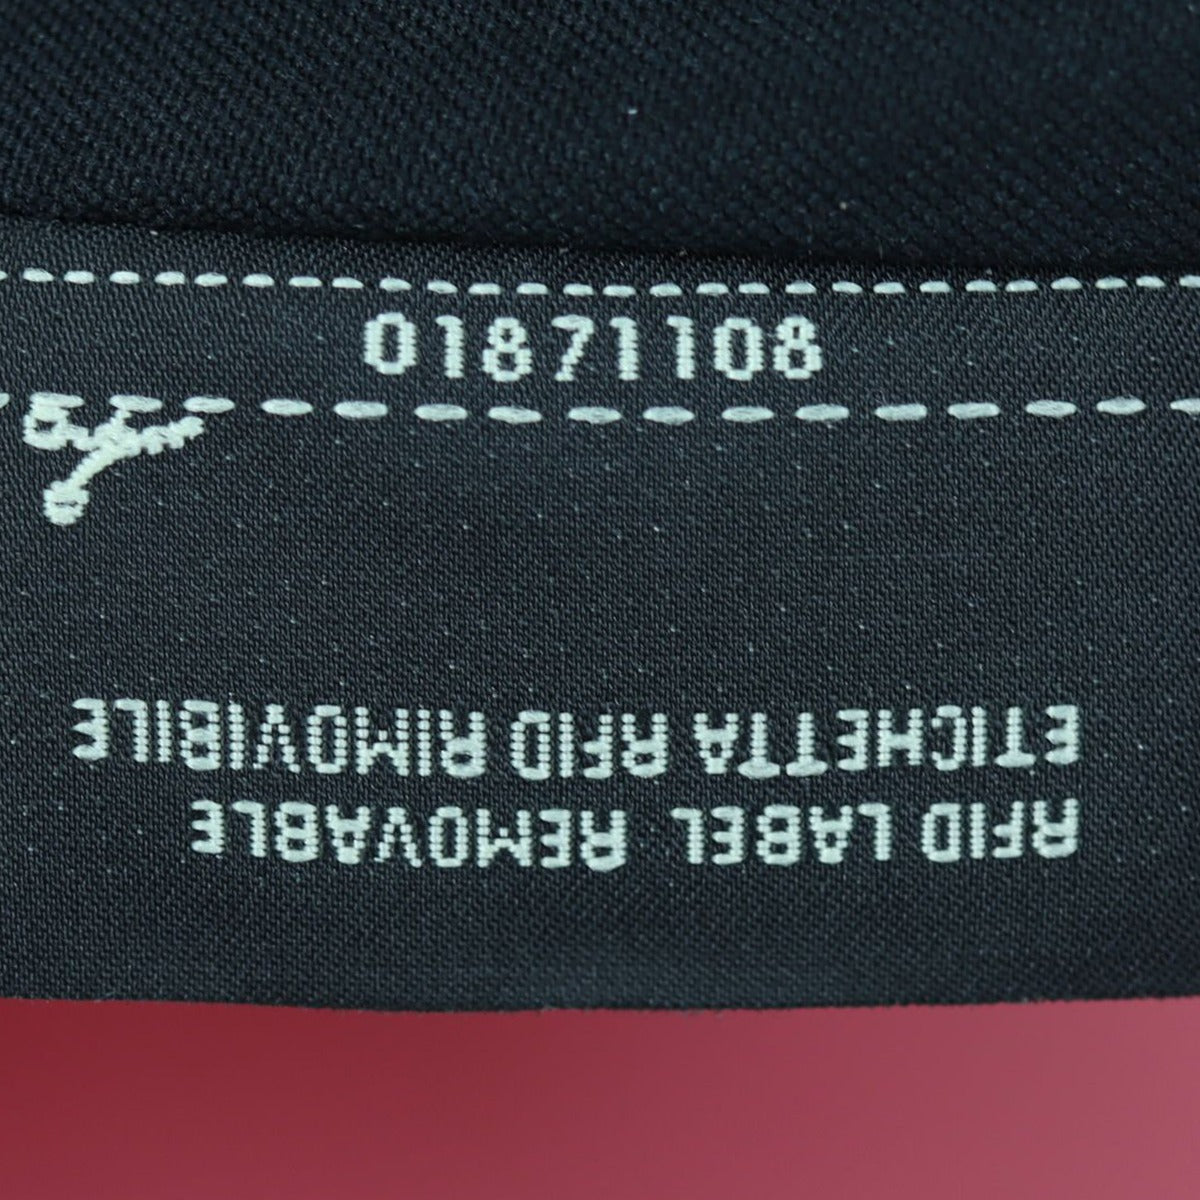 01871108
RFID LABEL REMOVABLE
ETICHETTA RFID RIMOVIBILE